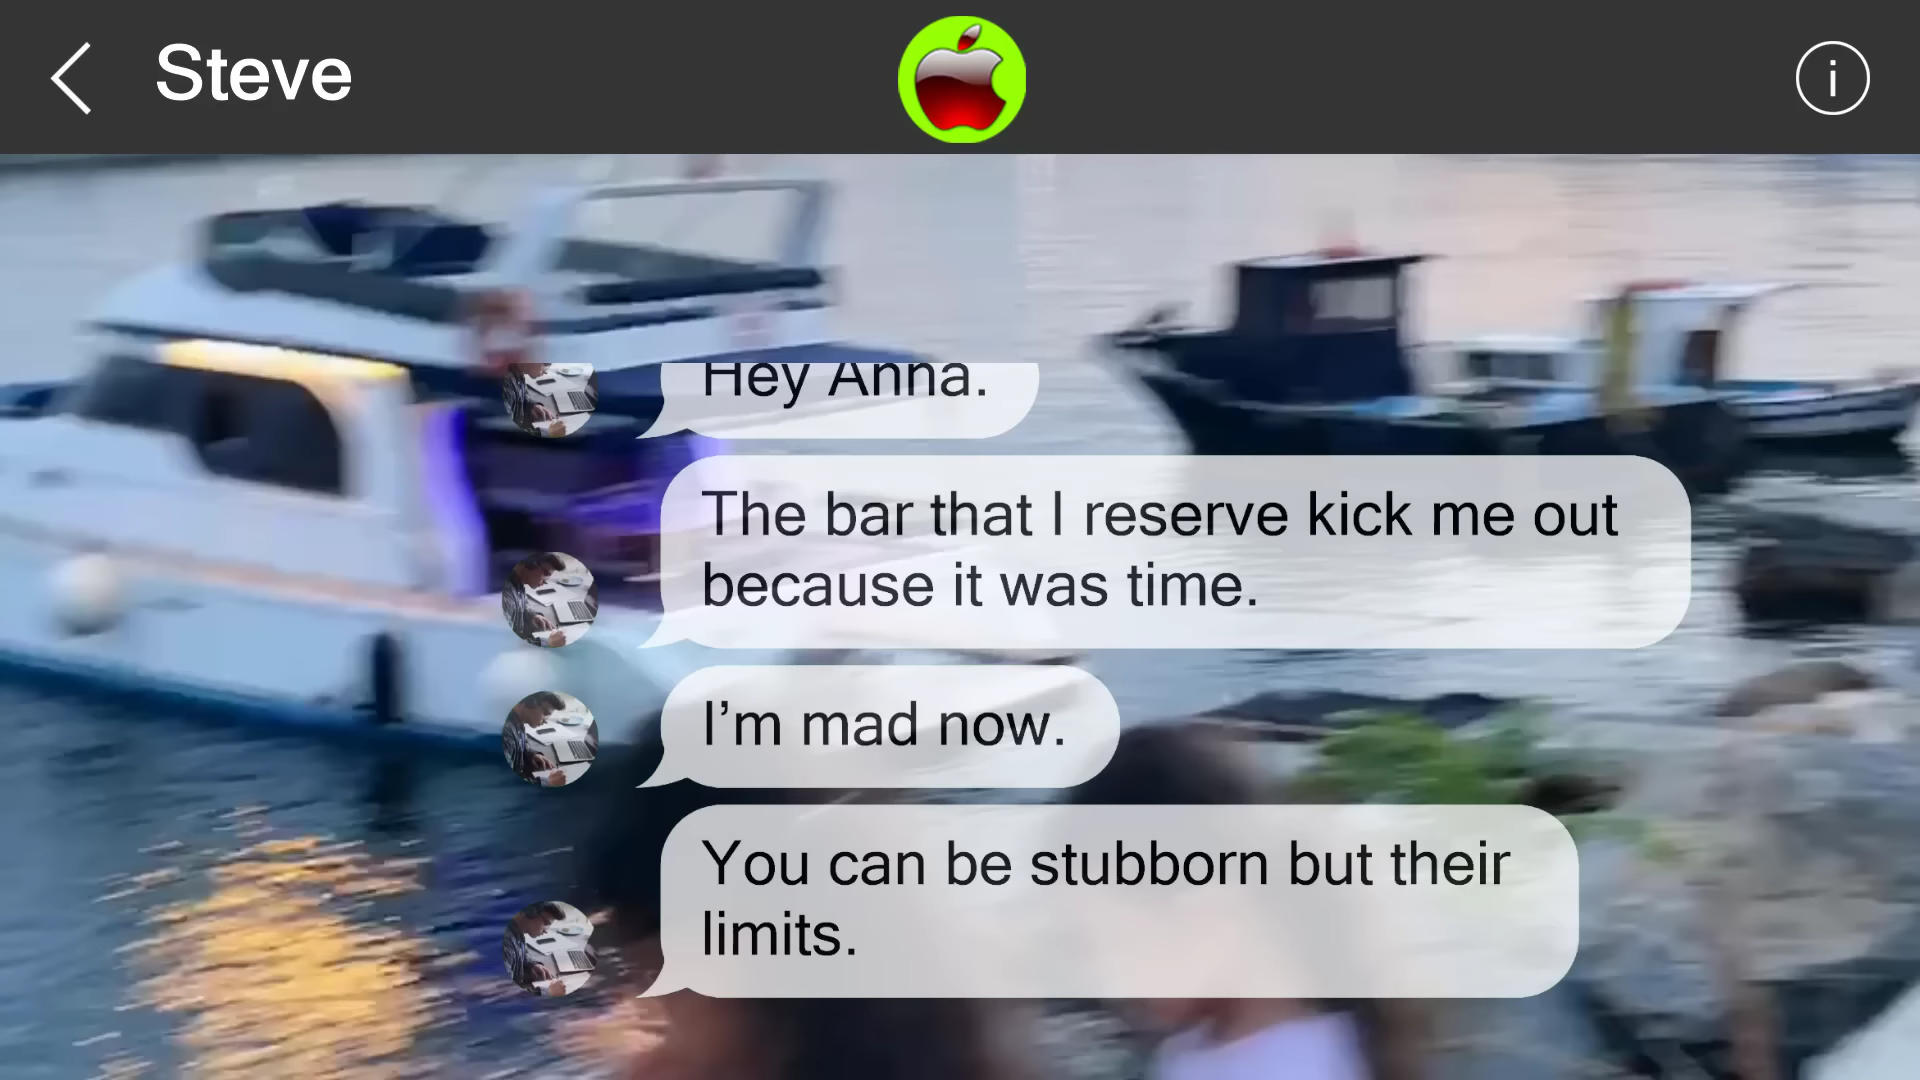 Steve
i
Hey Anna.
The bar that I reserve kick me out
because it was time.
I’m mad now.
You can be stubborn but their
limits.